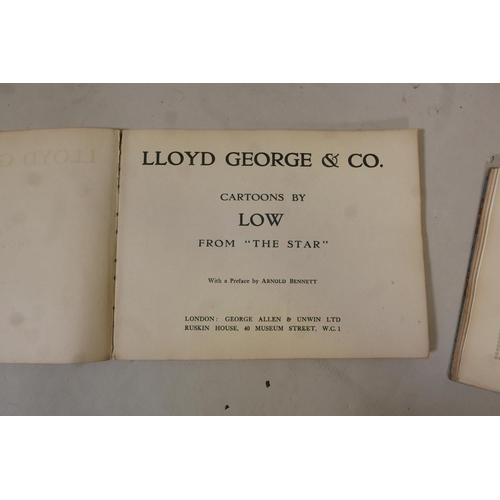 LLOYD GEORGE & CO.
CARTOONS BY
LOW
FROM "THE STAR"
With a Preface by ARNOLD BENNETT
LONDON: GEORGE ALLEN & UNWIN LTD
RUSKIN HOUSE, 40 MUSEUM STREET, W.C. 1